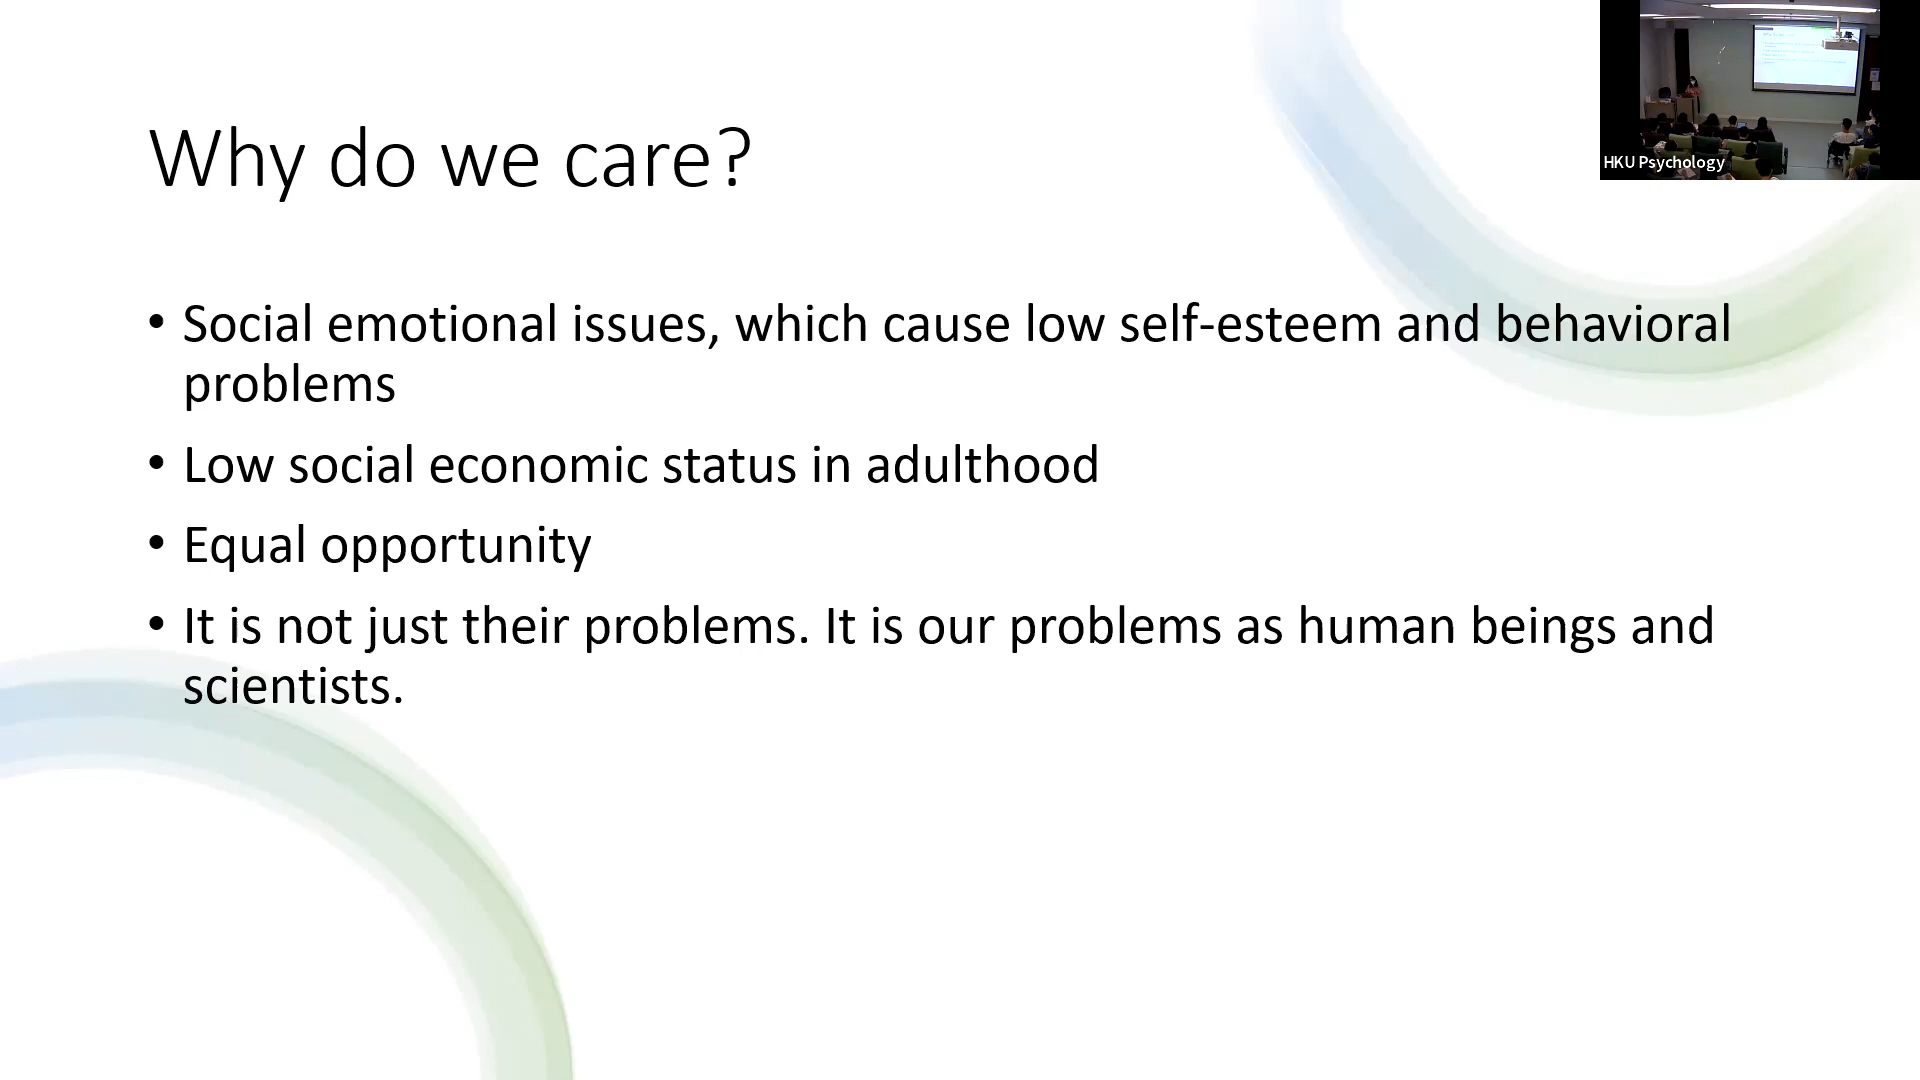 Why do we care?
HKU Psychology
• Social emotional issues, which cause low self-esteem and behavioral
problems
• Low social economic status in adulthood
• Equal opportunity
• It is not just their problems. It is our problems as human beings and
scientists.